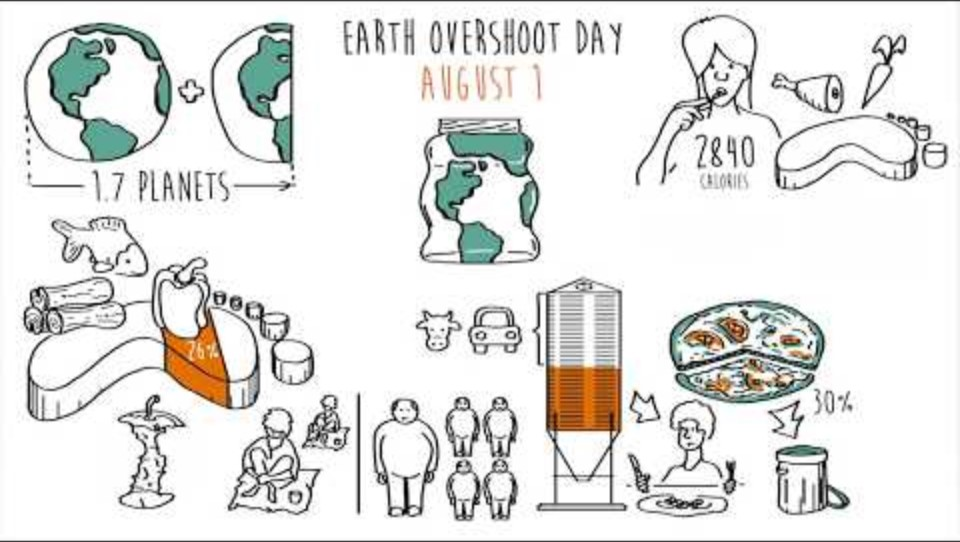 EARTH OVERSHOOT DAY
AUGUST 1
1.7 PLANETS
2840
CALORIES
26%
30%